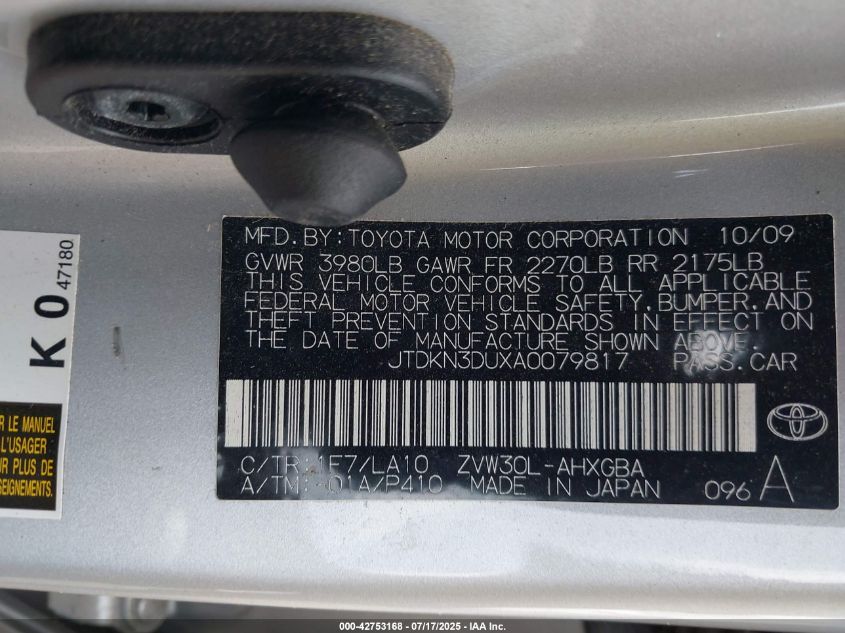 K 0 47180
R LE MANUEL
L'USAGER
R PLUS DE
SEIGNEMENTS.
MFD. BY: TOYOTA MOTOR CORPORATION 10/09
GVWR 3980LB GAWR FR 2270LB RR 2175LB
THIS VEHICLE CONFORMS TO ALL APPLICABLE
FEDERAL MOTOR VEHICLE SAFETY, BUMPER, AND
THEFT PREVENTION STANDARDS IN EFFECT ON
THE DATE OF MANUFACTURE SHOWN ABOVE.
JTDKN3DUXA0079817 PASS. CAR
C/TR: 1F7/LA10 ZVW30L-AHXGBA
A/TM: -01A/P410 MADE IN JAPAN 096 A
000-42753168 - 07/17/2025 - IAA Inc.